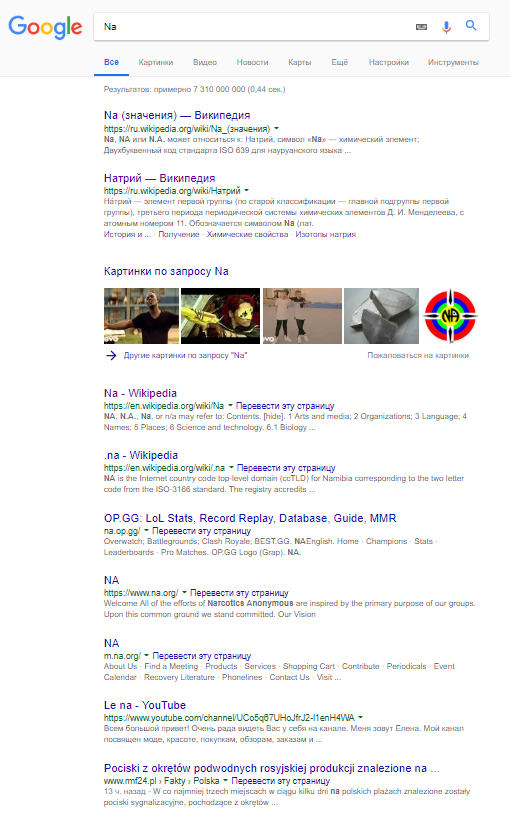 Google
Na
Все Картинки Видео Новости Карты Ещё Настройки Инструменты
Результатов: примерно 7 310 000 000 (0,44 сек.)
Na (значения) — Википедия
https://ru.wikipedia.org/wiki/Na_(значения)
Na, NA или N.A. может относиться к: Натрий, символ «Na» — химический элемент;
Двухбуквенный код стандарта ISO 639 для науруанского языка ...
Натрий — Википедия
https://ru.wikipedia.org/wiki/Натрий
На́трий — элемент первой группы (по старой классификации — главной подгруппы первой
группы), третьего периода периодической системы химических элементов Д. И. Менделеева, с
атомным номером 11. Обозначается символом Na (лат.
История и ... · Получение · Химические свойства · Изотопы натрия
Картинки по запросу Na
NA
Другие картинки по запросу "Na" Пожаловаться на картинки
Na - Wikipedia
https://en.wikipedia.org/wiki/Na Перевести эту страницу
NA, N.A., Na, or n/a may refer to: Contents. [hide]. 1 Arts and media; 2 Organizations; 3 Language; 4
Names; 5 Places; 6 Science and technology. 6.1 Biology ...
.na - Wikipedia
https://en.wikipedia.org/wiki/.na Перевести эту страницу
NA is the Internet country code top-level domain (ccTLD) for Namibia corresponding to the two letter
code from the ISO-3166 standard. The registry accredits ...
OP.GG: LoL Stats, Record Replay, Database, Guide, MMR
na.op.gg/ Перевести эту страницу
Overwatch; Battlegrounds; Clash Royale; BEST.GG. NAEnglish. Home · Champions · Stats ·
Leaderboards · Pro Matches. OP.GG Logo (Grap). NA.
NA
https://www.na.org/ Перевести эту страницу
Welcome All of the efforts of Narcotics Anonymous are inspired by the primary purpose of our groups.
Upon this common ground we stand committed. Our Vision
NA
m.na.org/ Перевести эту страницу
About Us · Find a Meeting · Products · Services · Shopping Cart · Contribute · Periodicals · Event
Calendar · Recovery Literature · Phonelines · Contact Us · Visit ...
Le na - YouTube
https://www.youtube.com/channel/UCo5q67UHoJfrJ2-I1enH4WA
Всем большой привет! Очень рада видеть Вас у себя на канале. Меня зовут Елена. Мой канал
посвящен моде, красоте, покупкам, обзорам, заказам и ...
Pociski z okrętów podwodnych rosyjskiej produkcji znalezione na ...
www.rmf24.pl › Fakty › Polska Перевести эту страницу
13 ч. назад - W co najmniej trzech miejscach w ciągu kilku dni na polskich plażach znalezione zostały
pociski sygnalizacyjne, pochodzące z okrętów ...